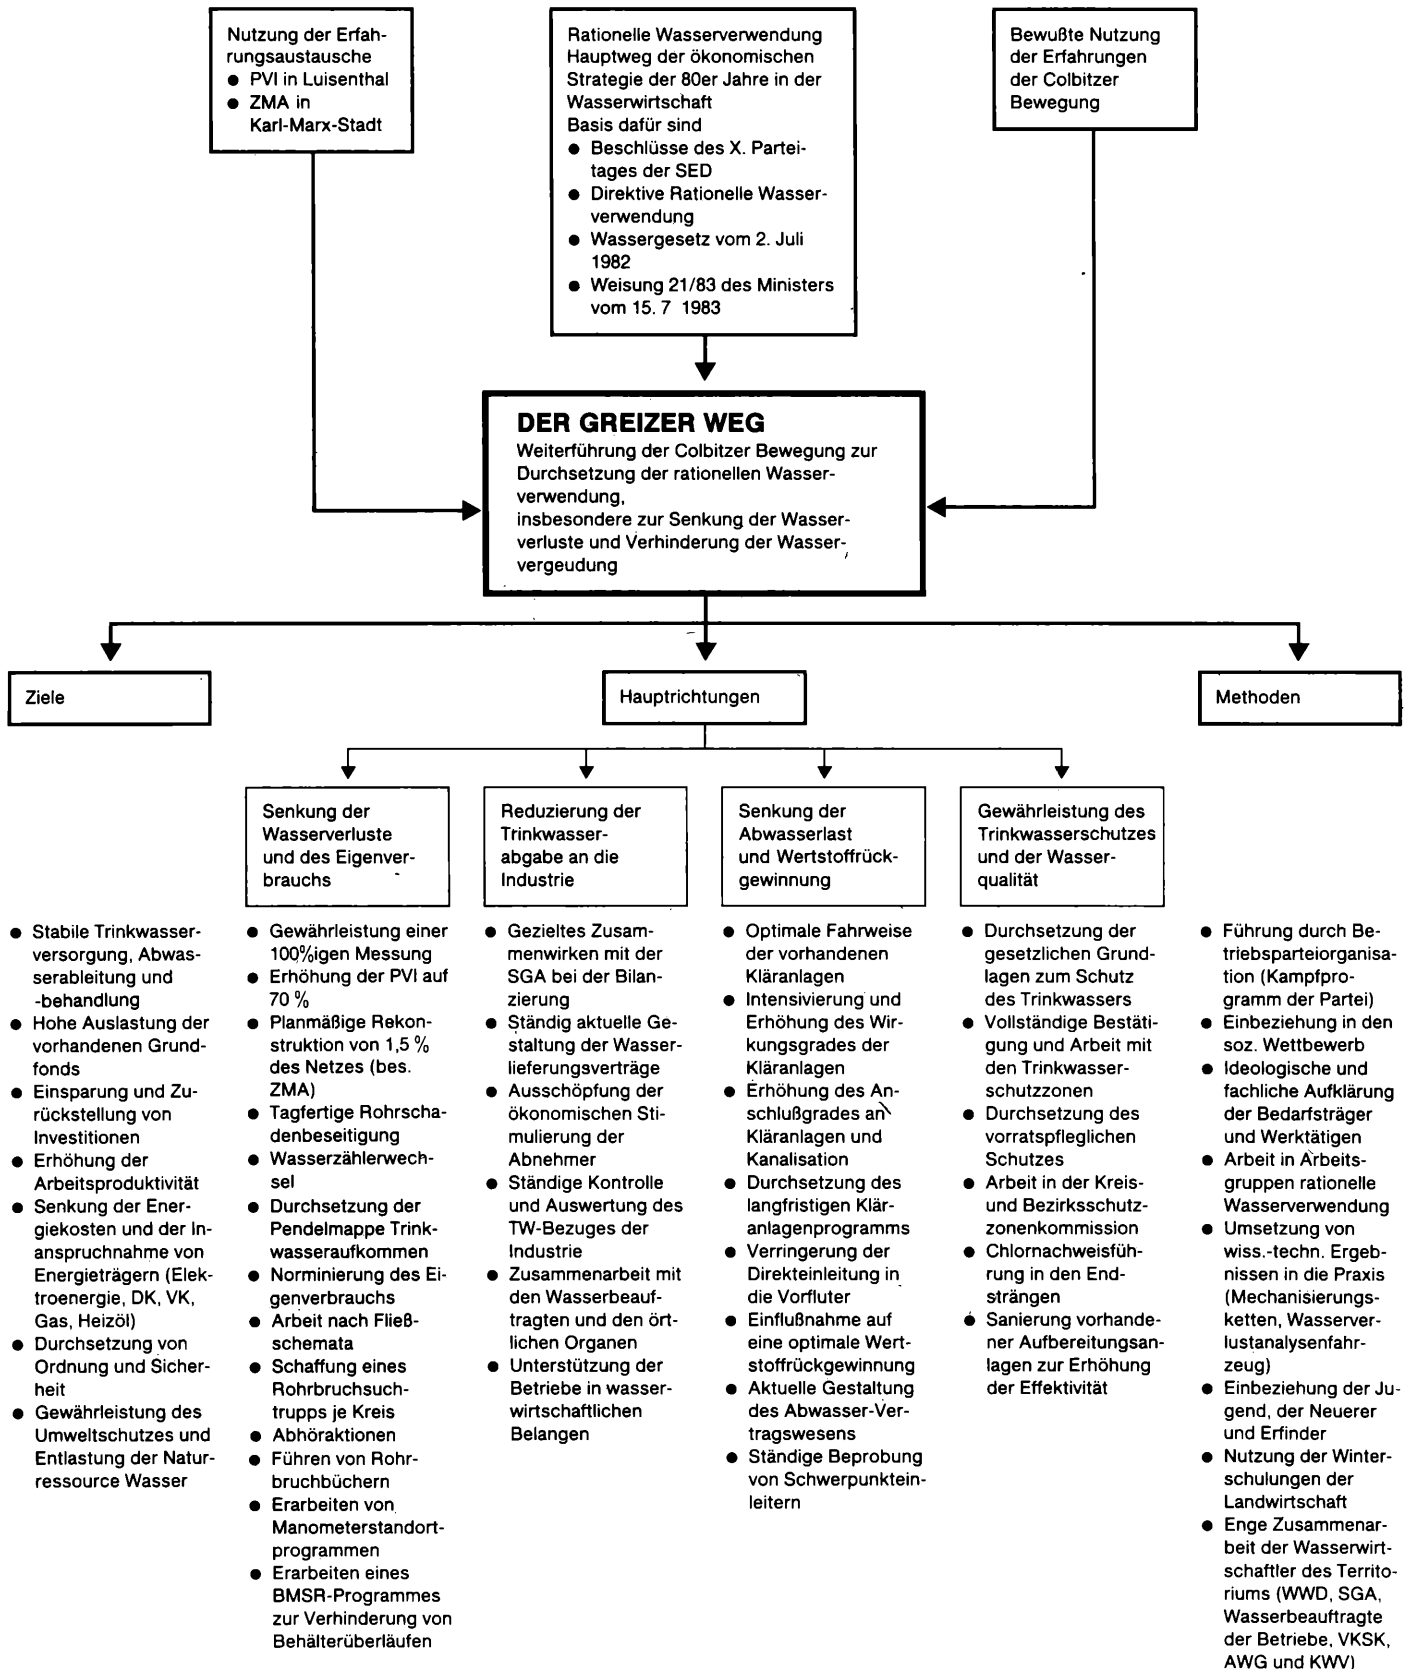 Nutzung der Erfah-
rungsaustausche
● PVI in Luisenthal
● ZMA in
Karl-Marx-Stadt
Rationelle Wasserverwendung
Hauptweg der ökonomischen
Strategie der 80er Jahre in der
Wasserwirtschaft
Basis dafür sind
● Beschlüsse des X. Partei-
tages der SED
● Direktive Rationelle Wasser-
verwendung
● Wassergesetz vom 2. Juli
1982
● Weisung 21/83 des Ministers
vom 15. 7 1983
Bewußte Nutzung
der Erfahrungen
der Colbitzer
Bewegung
DER GREIZER WEG
Weiterführung der Colbitzer Bewegung zur
Durchsetzung der rationellen Wasser-
verwendung,
insbesondere zur Senkung der Wasser-
verluste und Verhinderung der Wasser-
vergeudung
Ziele
Hauptrichtungen
Methoden
Senkung der
Wasserverluste
und des Eigenver-
brauchs
Reduzierung der
Trinkwasser-
abgabe an die
Industrie
Senkung der
Abwasserlast
und Wertstoffrück-
gewinnung
Gewährleistung des
Trinkwasserschutzes
und der Wasser-
qualität
● Stabile Trinkwasser-
versorgung, Abwas-
serableitung und
-behandlung
● Hohe Auslastung der
vorhandenen Grund-
fonds
● Einsparung und Zu-
rückstellung von
Investitionen
● Erhöhung der
Arbeitsproduktivität
● Senkung der Ener-
giekosten und der In-
anspruchnahme von
Energieträgern (Elek-
troenergie, DK, VK,
Gas, Heizöl)
● Durchsetzung von
Ordnung und Sicher-
heit
● Gewährleistung des
Umweltschutzes und
Entlastung der Natur-
ressource Wasser
● Gewährleistung einer
100%igen Messung
● Erhöhung der PVI auf
70 %
● Planmäßige Rekon-
struktion von 1,5 %
des Netzes (bes.
ZMA)
● Tagfertige Rohrscha-
denbeseitigung
● Wasserzählerwech-
sel
● Durchsetzung der
Pendelmappe Trink-
wasseraufkommen
● Norminierung des Ei-
genverbrauchs
● Arbeit nach Fließ-
schemata
● Schaffung eines
Rohrbruchsuch-
trupps je Kreis
● Abhöraktionen
● Führen von Rohr-
bruchbüchern
● Erarbeiten von
Manometerstandort-
programmen
● Erarbeiten eines
BMSR-Programmes
zur Verhinderung von
Behälterüberläufen
● Gezieltes Zusam-
menwirken mit der
SGA bei der Bilan-
zierung
● Ständig aktuelle Ge-
staltung der Wasser-
lieferungsverträge
● Ausschöpfung der
ökonomischen Sti-
mulierung der
Abnehmer
● Ständige Kontrolle
und Auswertung des
TW-Bezuges der
Industrie
● Zusammenarbeit mit
den Wasserbeauf-
tragten und den ört-
lichen Organen
● Unterstützung der
Betriebe in wasser-
wirtschaftlichen
Belangen
● Optimale Fahrweise
der vorhandenen
Kläranlagen
● Intensivierung und
Erhöhung des Wir-
kungsgrades der
Kläranlagen
● Erhöhung des An-
schlußgrades an
Kläranlagen und
Kanalisation
● Durchsetzung des
langfristigen Klär-
anlagenprogramms
● Verringerung der
Direkteinleitung in
die Vorfluter
● Einflußnahme auf
eine optimale Wert-
stoffrückgewinnung
● Aktuelle Gestaltung
des Abwasser-Ver-
tragswesens
● Ständige Beprobung
von Schwerpunktein-
leitern
● Durchsetzung der
gesetzlichen Grund-
lagen zum Schutz
des Trinkwassers
● Vollständige Bestäti-
gung und Arbeit mit
den Trinkwasser-
schutzzonen
● Durchsetzung des
vorratspfleglichen
Schutzes
● Arbeit in der Kreis-
und Bezirksschutz-
zonenkommission
● Chlornachweisfüh-
rung in den End-
strängen
● Sanierung vorhande-
ner Aufbereitungsan-
lagen zur Erhöhung
der Effektivität
● Führung durch Be-
triebsparteiorganisa-
tion (Kampfpro-
gramm der Partei)
● Einbeziehung in den
soz. Wettbewerb
● Ideologische und
fachliche Aufklärung
der Bedarfsträger
und Werktätigen
● Arbeit in Arbeits-
gruppen rationelle
Wasserverwendung
● Umsetzung von
wiss.-techn. Ergeb-
nissen in die Praxis
(Mechanisierungs-
ketten, Wasserver-
lustanalysenfahr-
zeug)
● Einbeziehung der Ju-
gend, der Neuerer
und Erfinder
● Nutzung der Winter-
schulungen der
Landwirtschaft
● Enge Zusammenar-
beit der Wasserwirt-
schaftler des Territo-
riums (WWD, SGA,
Wasserbeauftragte
der Betriebe, VKSK,
AWG und KWV)